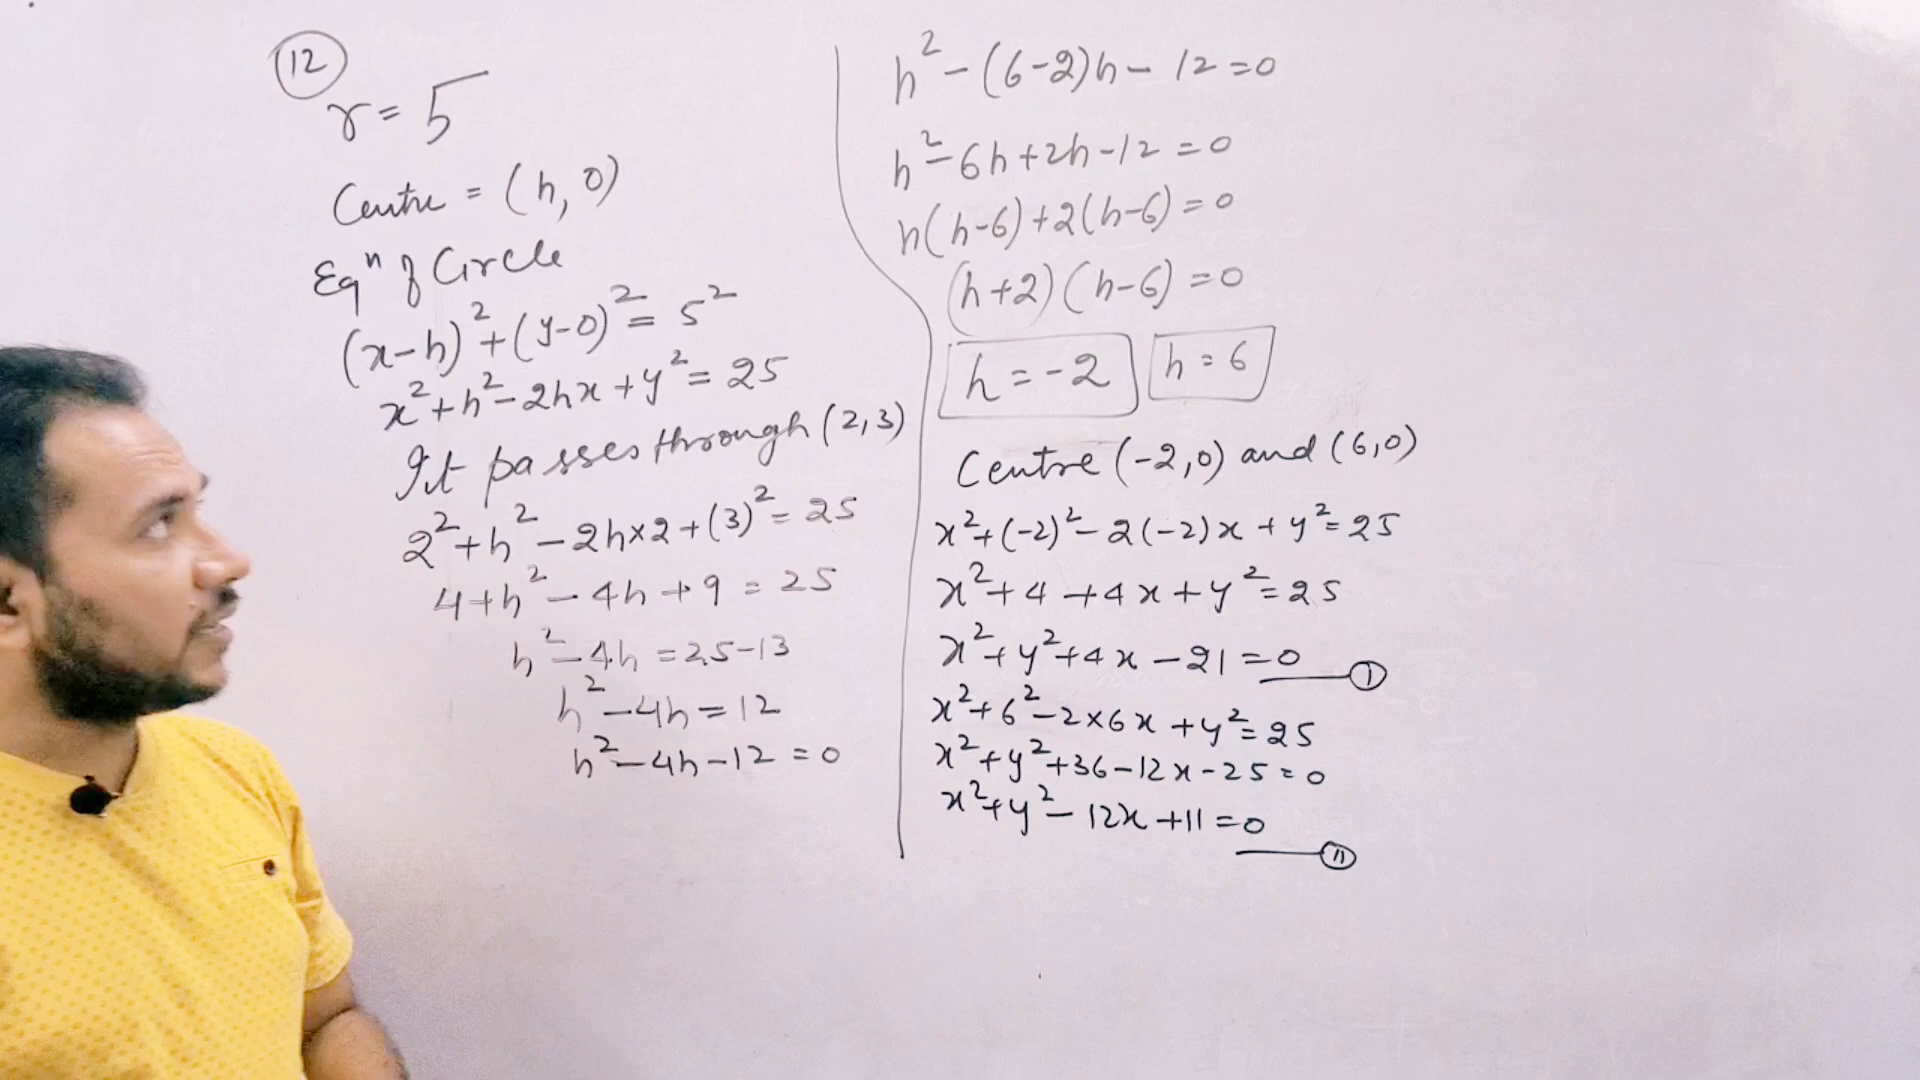 12
r = 5
Centre = (h, 0)
Eqⁿ of Circle
(x-h)² + (y-0)² = 5²
x² + h² - 2hx + y² = 25
It passes through (2,3)
2² + h² - 2h×2 + (3)² = 25
4 + h² - 4h + 9 = 25
h² - 4h = 25-13
h² - 4h = 12
h² - 4h - 12 = 0
h² - (6-2)h - 12 = 0
h² - 6h + 2h - 12 = 0
h(h-6) + 2(h-6) = 0
(h+2)(h-6) = 0
h = -2 h = 6
Centre (-2,0) and (6,0)
x² + (-2)² - 2(-2)x + y² = 25
x² + 4 + 4x + y² = 25
x² + y² + 4x - 21 = 0 — I
x² + 6² - 2×6x + y² = 25
x² + y² + 36 - 12x - 25 = 0
x² + y² - 12x + 11 = 0
— II